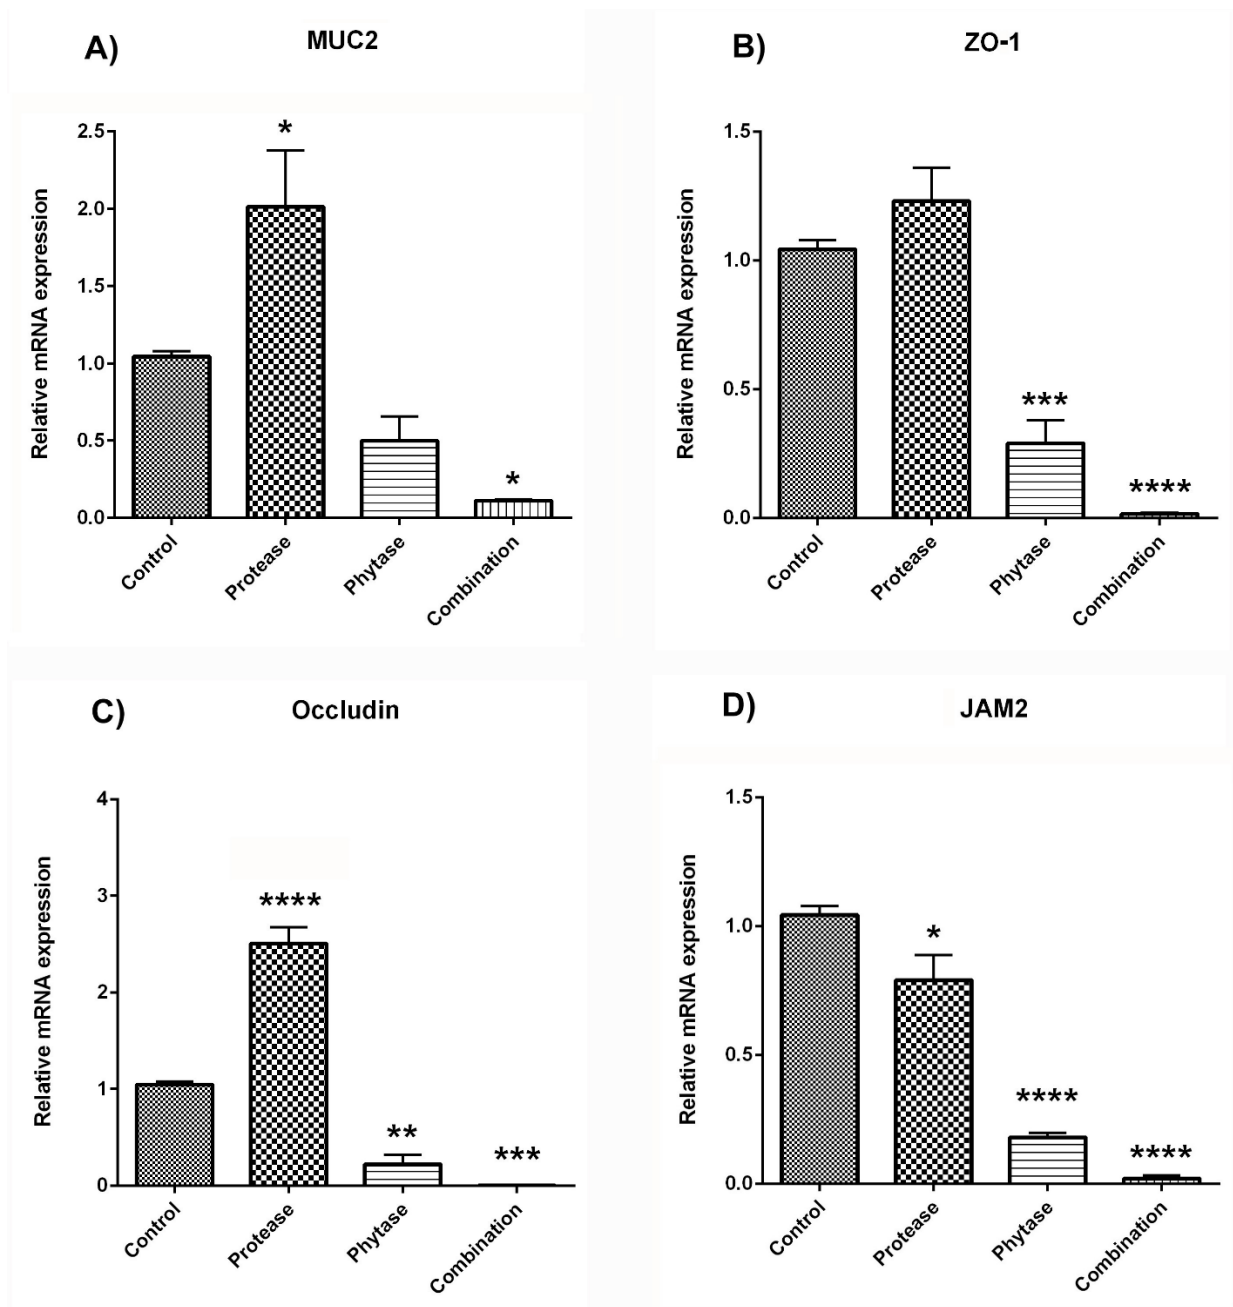 A)
MUC2
Relative mRNA expression
2.5
2.0
1.5
1.0
0.5
0.0
*
*
Control
Protease
Phytase
Combination
B)
ZO-1
Relative mRNA expression
1.5
1.0
0.5
0.0
***
****
Control
Protease
Phytase
Combination
C)
Occludin
Relative mRNA expression
4
3
2
1
0
****
**
***
Control
Protease
Phytase
Combination
D)
JAM2
Relative mRNA expression
1.5
1.0
0.5
0.0
*
****
****
Control
Protease
Phytase
Combination